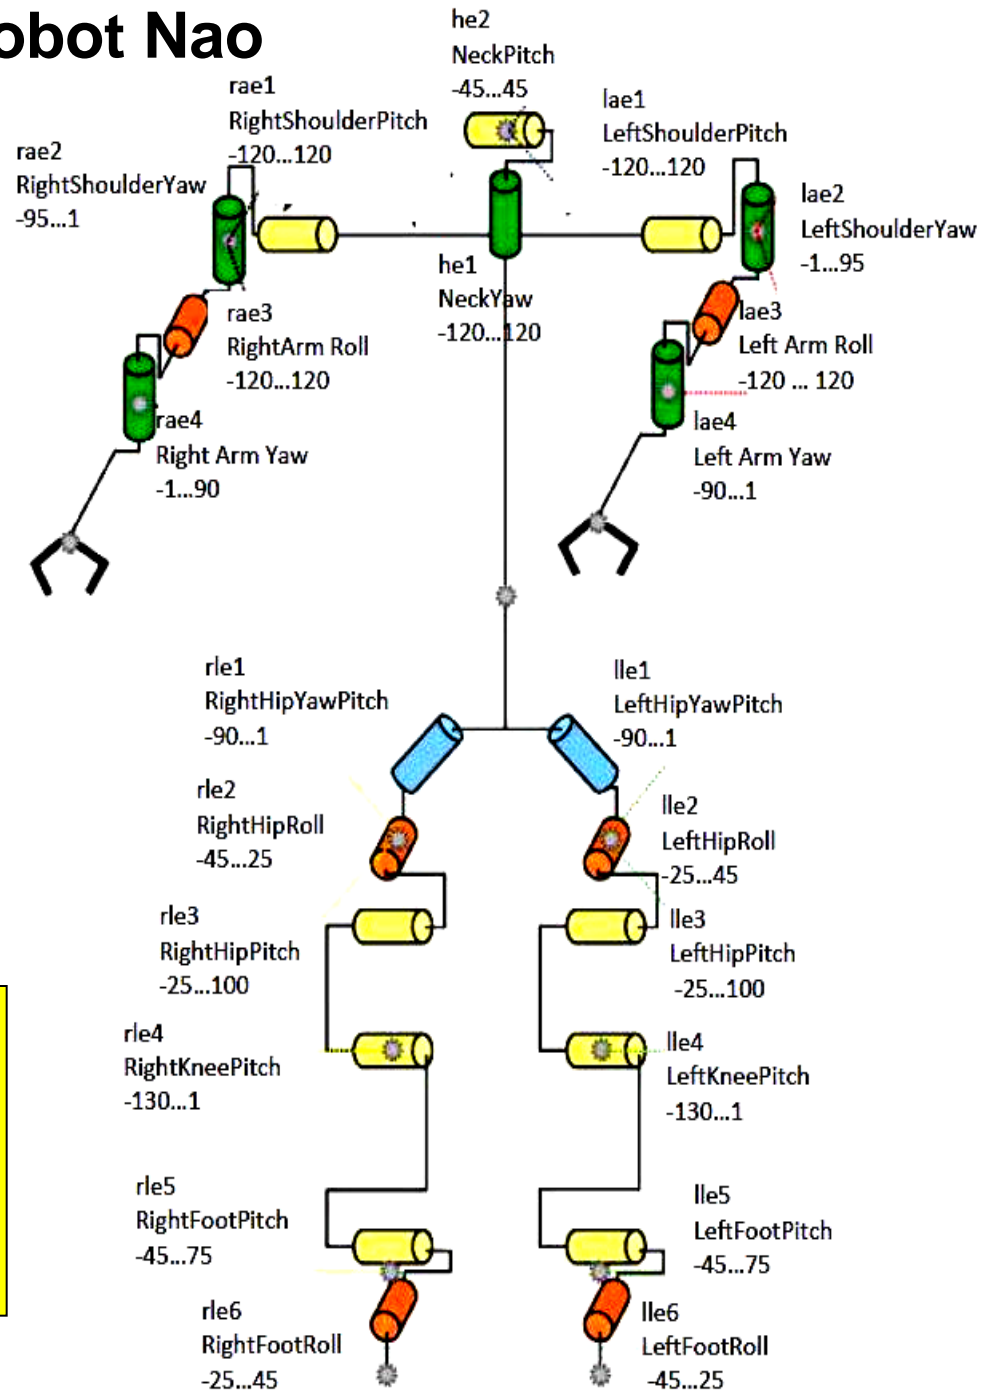 obot Nao
he2
NeckPitch
-45...45
rae1
RightShoulderPitch
-120...120
lae1
LeftShoulderPitch
-120...120
rae2
RightShoulderYaw
-95...1
lae2
LeftShoulderYaw
-1...95
he1
NeckYaw
-120...120
rae3
RightArm Roll
-120...120
lae3
Left Arm Roll
-120 ... 120
rae4
Right Arm Yaw
-1...90
lae4
Left Arm Yaw
-90...1
rle1
RightHipYawPitch
-90...1
lle1
LeftHipYawPitch
-90...1
rle2
RightHipRoll
-45...25
lle2
LeftHipRoll
-25...45
rle3
RightHipPitch
-25...100
lle3
LeftHipPitch
-25...100
rle4
RightKneePitch
-130...1
lle4
LeftKneePitch
-130...1
rle5
RightFootPitch
-45...75
lle5
LeftFootPitch
-45...75
rle6
RightFootRoll
-25...45
lle6
LeftFootRoll
-45...25